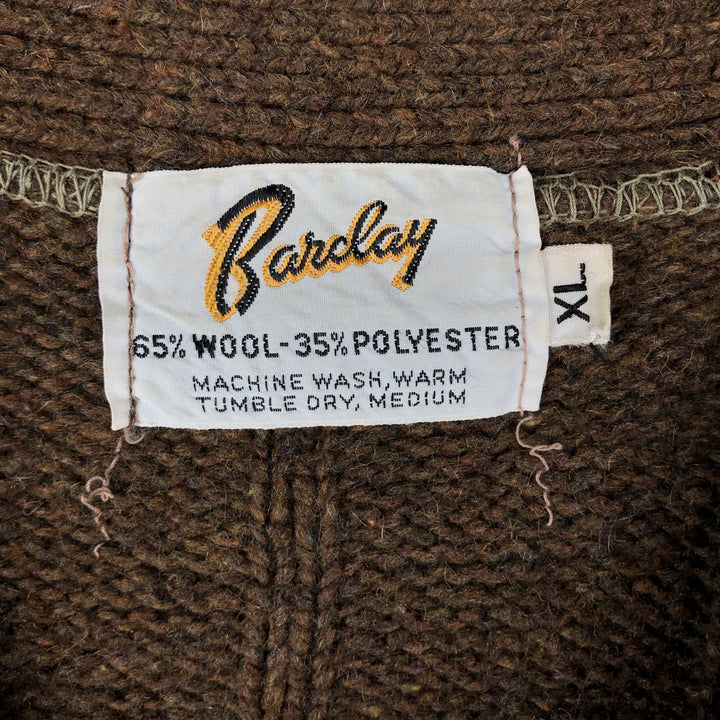 Barclay
65% WOOL-35% POLYESTER
MACHINE WASH, WARM
TUMBLE DRY, MEDIUM
XL